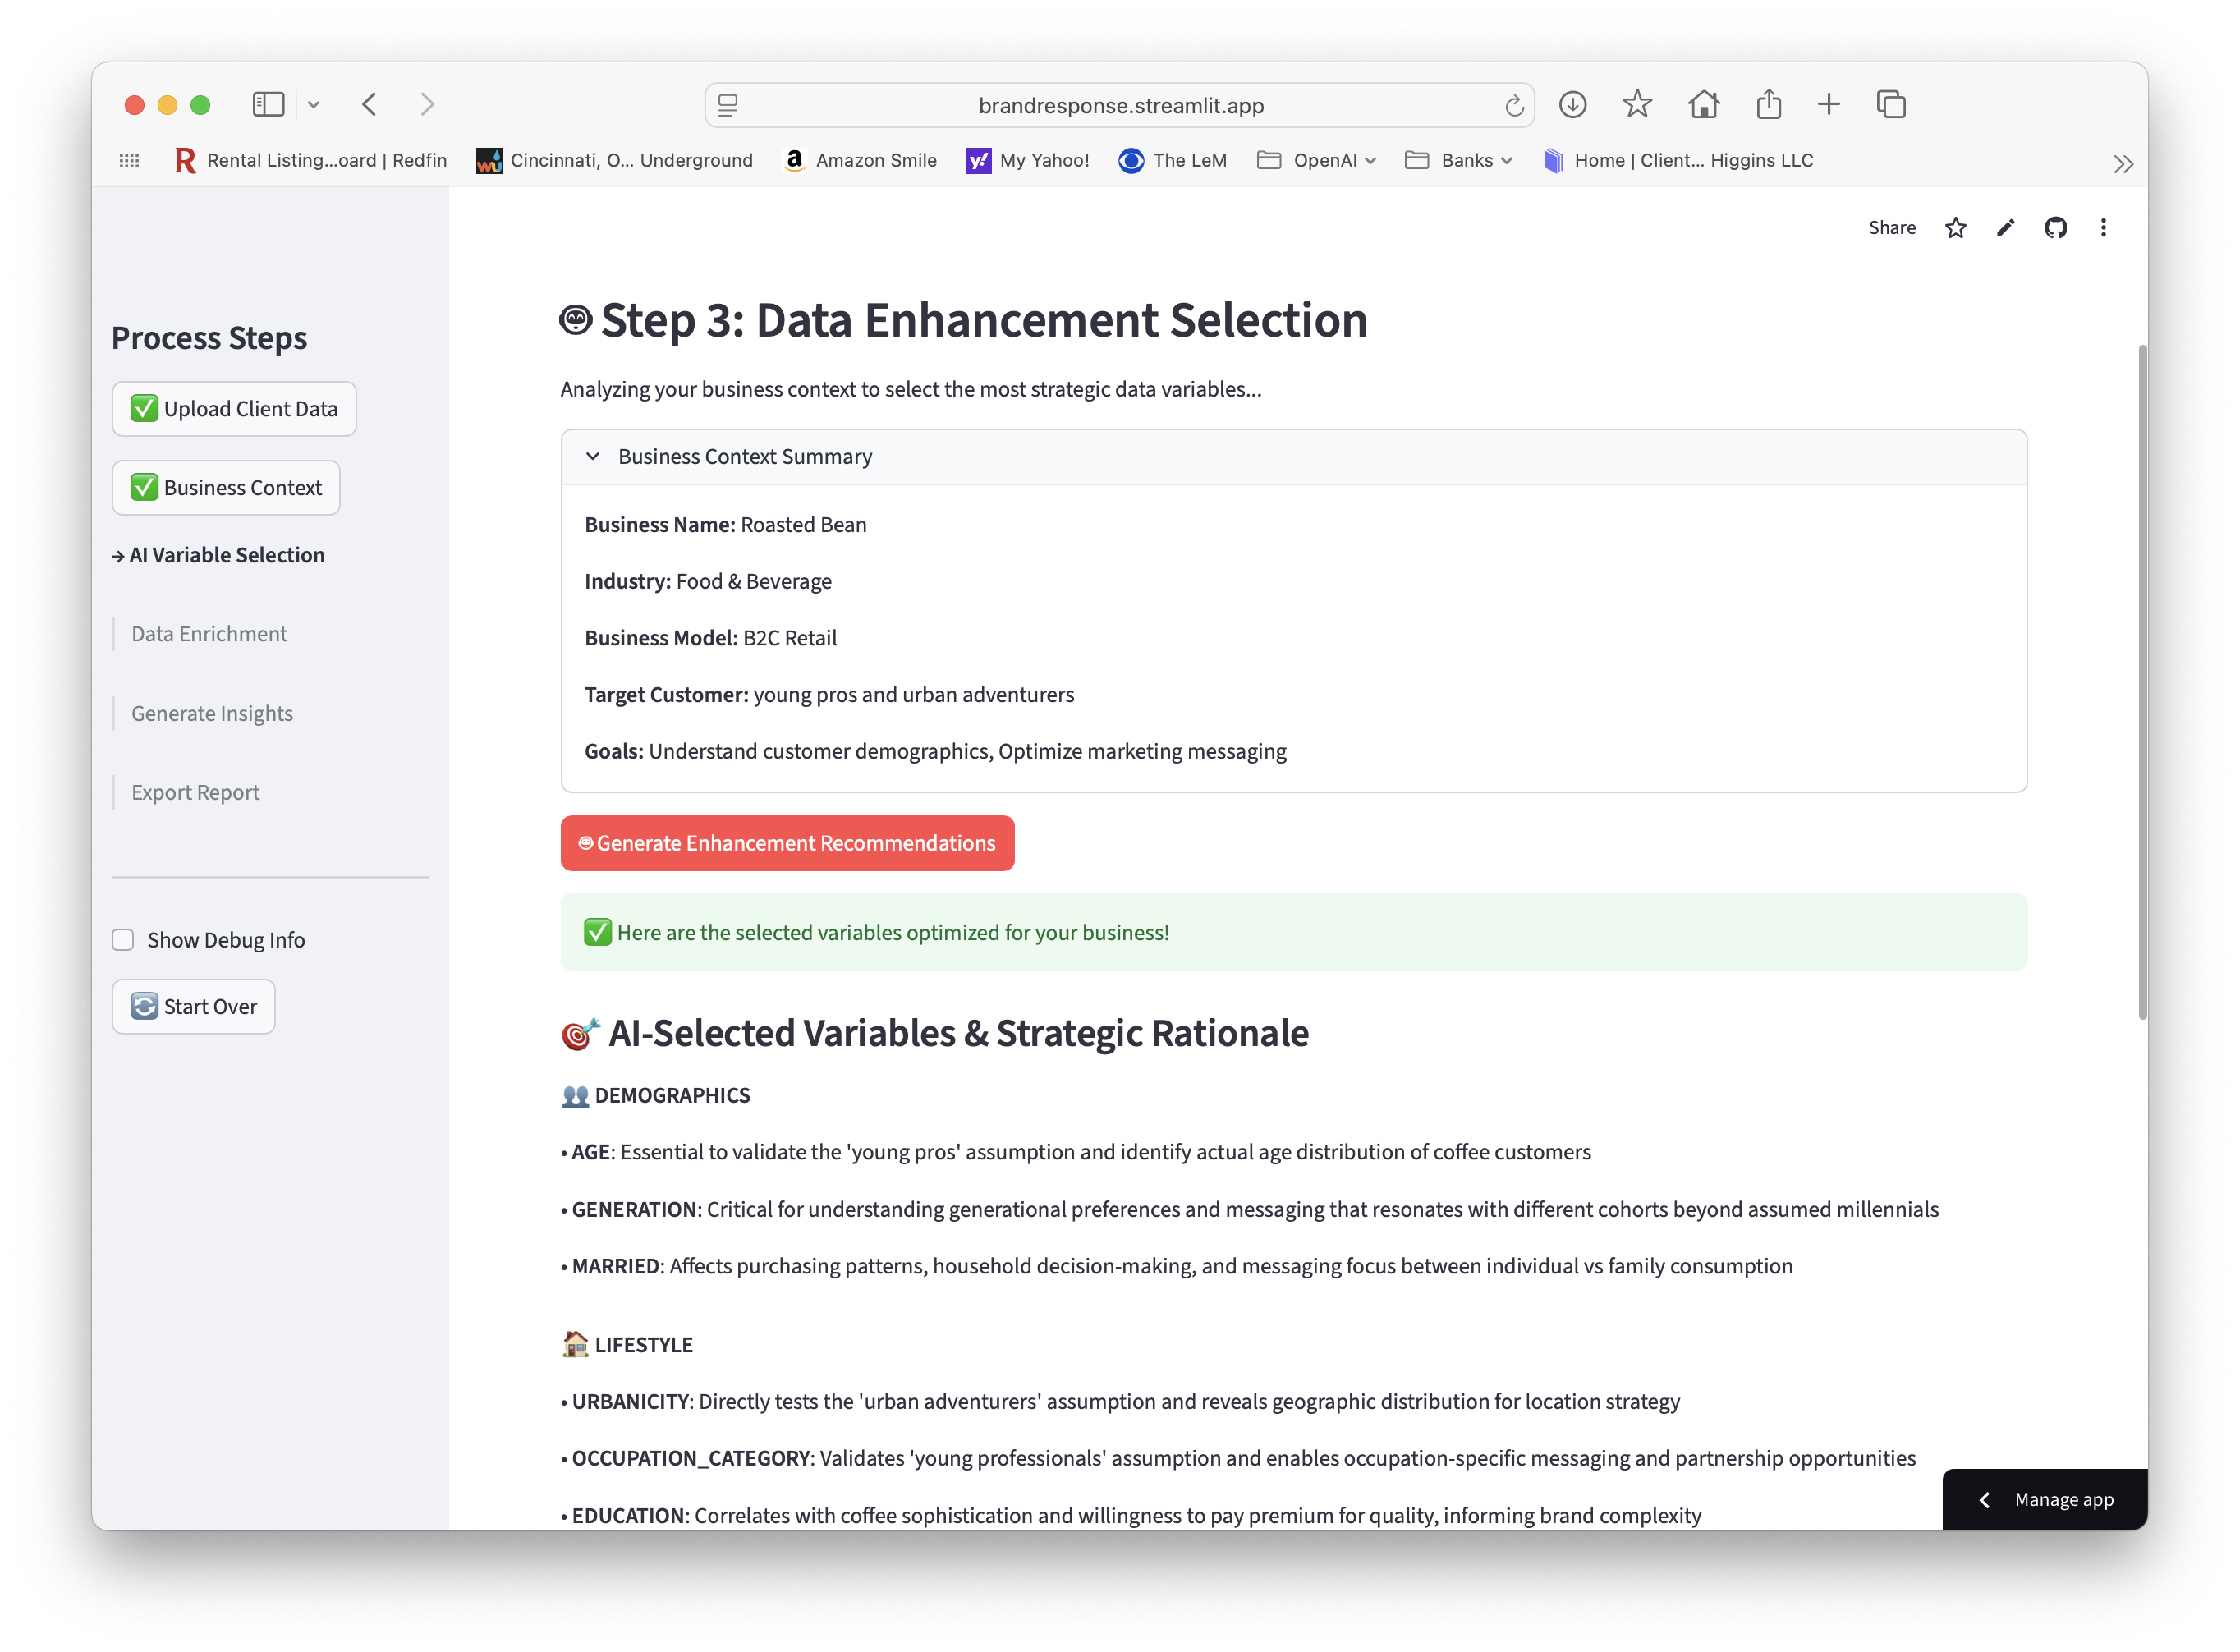 brandresponse.streamlit.app
Rental Listing...oard | Redfin
Cincinnati, O... Underground
Amazon Smile
My Yahoo!
The LeM
OpenAI
Banks
Home | Client... Higgins LLC
Share
Process Steps
✅ Upload Client Data
✅ Business Context
→ AI Variable Selection
Data Enrichment
Generate Insights
Export Report
Show Debug Info
🔄 Start Over
Step 3: Data Enhancement Selection
Analyzing your business context to select the most strategic data variables...
Business Context Summary
Business Name: Roasted Bean
Industry: Food & Beverage
Business Model: B2C Retail
Target Customer: young pros and urban adventurers
Goals: Understand customer demographics, Optimize marketing messaging
Generate Enhancement Recommendations
✅ Here are the selected variables optimized for your business!
🎯 AI-Selected Variables & Strategic Rationale
👥 DEMOGRAPHICS
• AGE: Essential to validate the 'young pros' assumption and identify actual age distribution of coffee customers
• GENERATION: Critical for understanding generational preferences and messaging that resonates with different cohorts beyond assumed millennials
• MARRIED: Affects purchasing patterns, household decision-making, and messaging focus between individual vs family consumption
🏠 LIFESTYLE
• URBANICITY: Directly tests the 'urban adventurers' assumption and reveals geographic distribution for location strategy
• OCCUPATION_CATEGORY: Validates 'young professionals' assumption and enables occupation-specific messaging and partnership opportunities
• EDUCATION: Correlates with coffee sophistication and willingness to pay premium for quality, informing brand complexity
Manage app